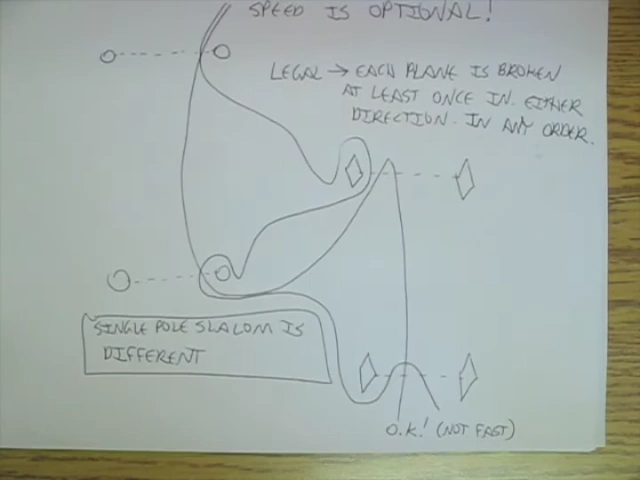 SPEED IS OPTIONAL!
LEGAL → EACH PLANE IS BROKEN
AT LEAST ONCE IN EITHER
DIRECTION. IN ANY ORDER.
SINGLE POLE SLALOM IS
DIFFERENT
O.K! (NOT FAST)